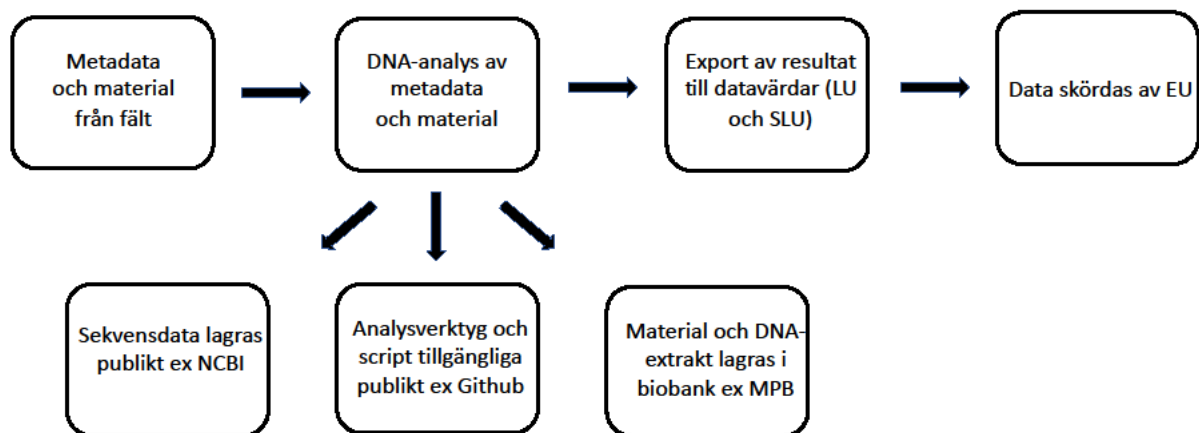 Metadata
och material
från fält
DNA-analys av
metadata
och material
Export av resultat
till datavärdar (LU
och SLU)
Data skördas av EU
Sekvensdata lagras
publikt ex NCBI
Analysverktyg och
script tillgängliga
publikt ex Github
Material och DNA-
extrakt lagras i
biobank ex MPB